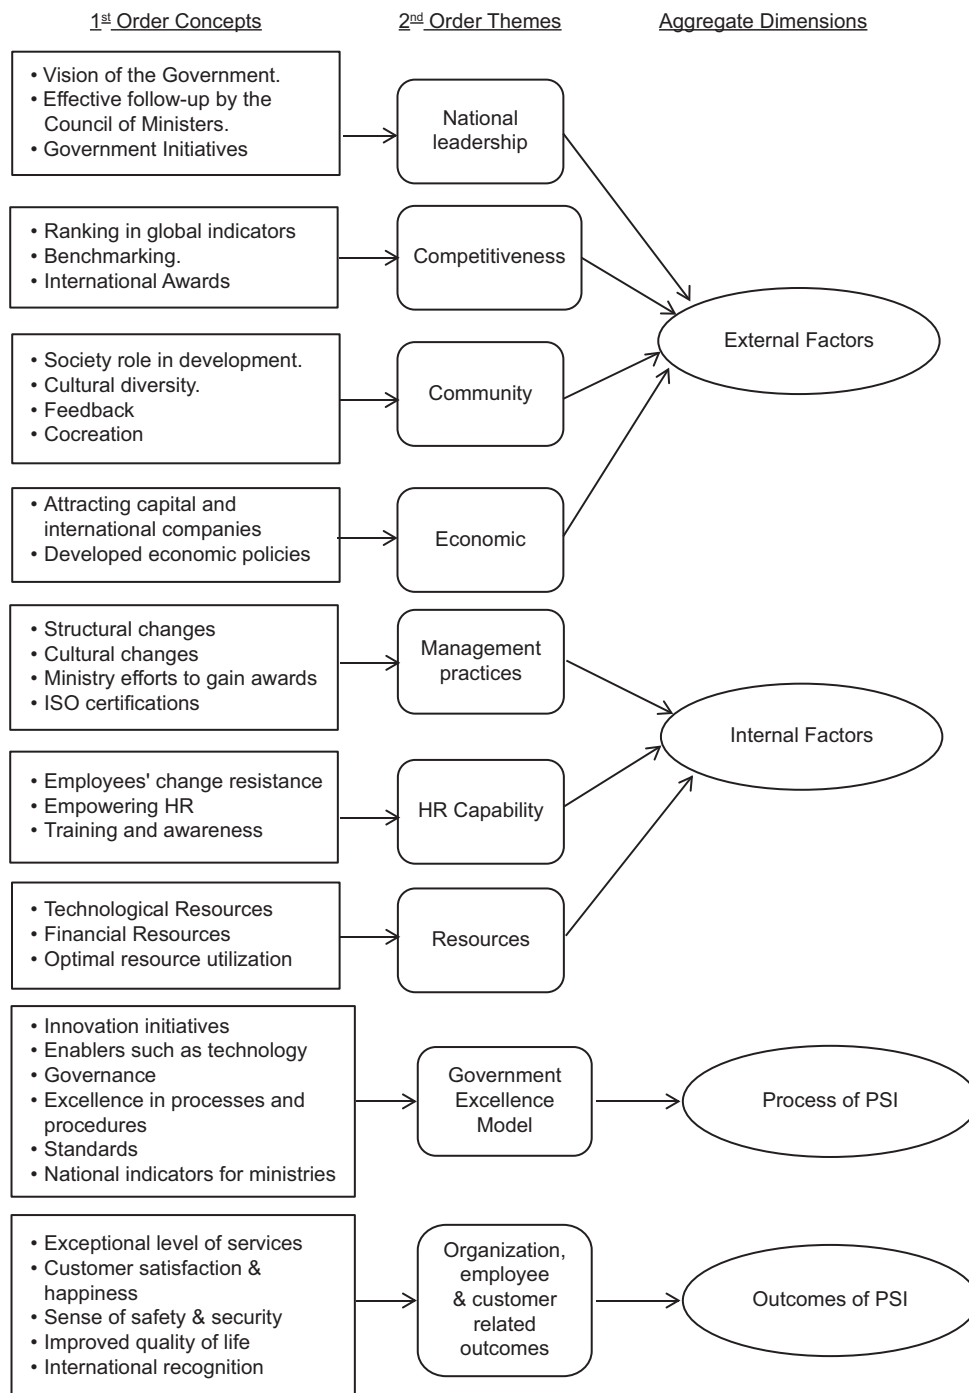 1st Order Concepts
2nd Order Themes
Aggregate Dimensions
• Vision of the Government.
• Effective follow-up by the
Council of Ministers.
• Government Initiatives
National
leadership
• Ranking in global indicators
• Benchmarking.
• International Awards
Competitiveness
External Factors
• Society role in development.
• Cultural diversity.
• Feedback
• Cocreation
Community
• Attracting capital and
international companies
• Developed economic policies
Economic
• Structural changes
• Cultural changes
• Ministry efforts to gain awards
• ISO certifications
Management
practices
Internal Factors
• Employees' change resistance
• Empowering HR
• Training and awareness
HR Capability
• Technological Resources
• Financial Resources
• Optimal resource utilization
Resources
• Innovation initiatives
• Enablers such as technology
• Governance
• Excellence in processes and
procedures
• Standards
• National indicators for ministries
Government
Excellence
Model
Process of PSI
• Exceptional level of services
• Customer satisfaction &
happiness
• Sense of safety & security
• Improved quality of life
• International recognition
Organization,
employee
& customer
related
outcomes
Outcomes of PSI